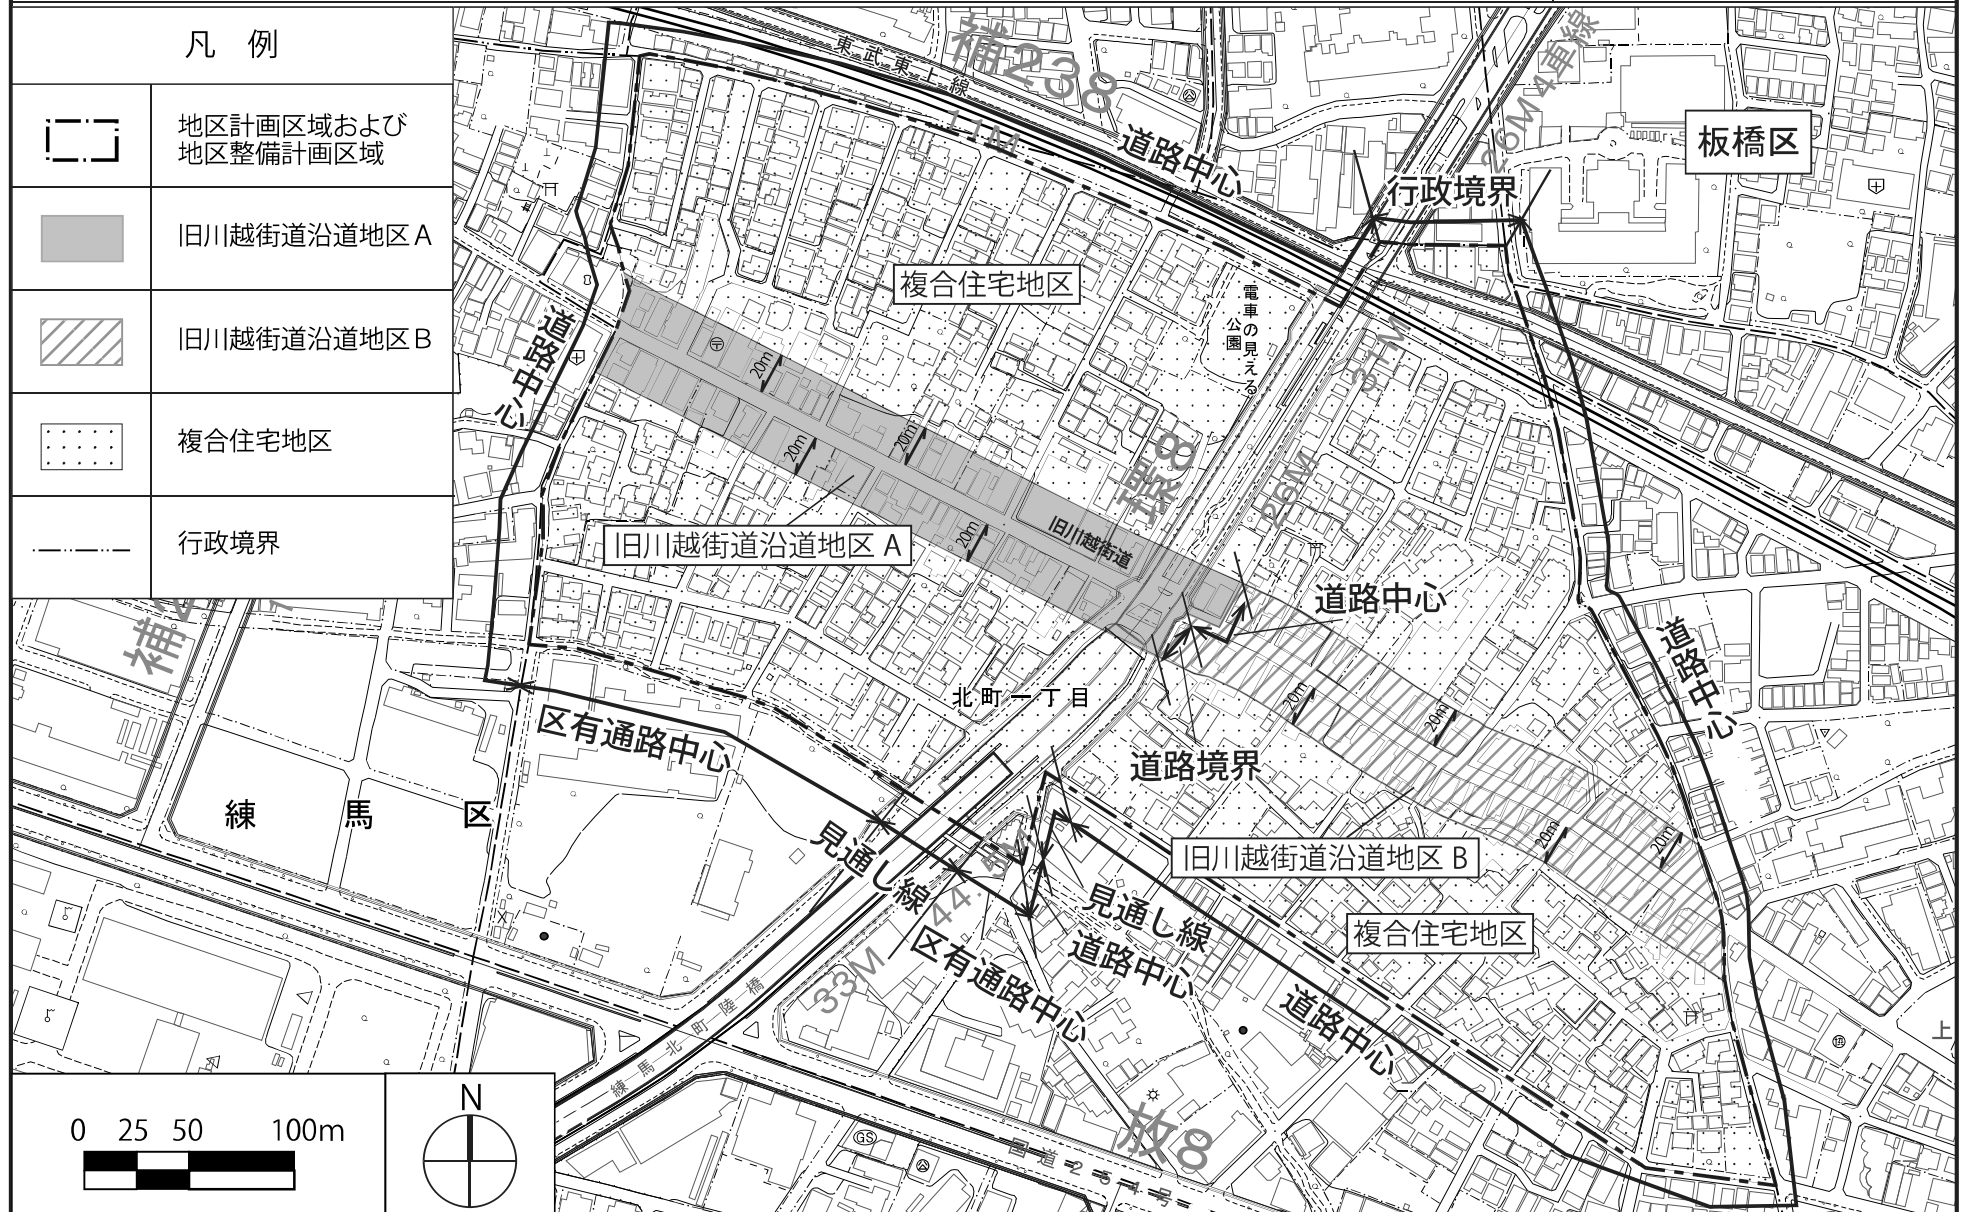 凡 例
地区計画区域および
地区整備計画区域
旧川越街道沿道地区A
旧川越街道沿道地区B
複合住宅地区
行政境界
東武東上線
補238
11M
道路中心
26M
4車線
行政境界
板橋区
複合住宅地区
電車の見える
公園
31M
道路中心
20m
20m
20m
20m
環8
26M
旧川越街道
旧川越街道沿道地区 A
道路中心
道路中心
補
北町一丁目
区有通路中心
道路境界
20m
20m
20m
20m
練 馬 区
見通し線
旧川越街道沿道地区 B
複合住宅地区
見通し線
道路中心
区有通路中心
道路中心
33M
練馬北町陸橋
上
放8
国道254号
GS
0 25 50 100m
N